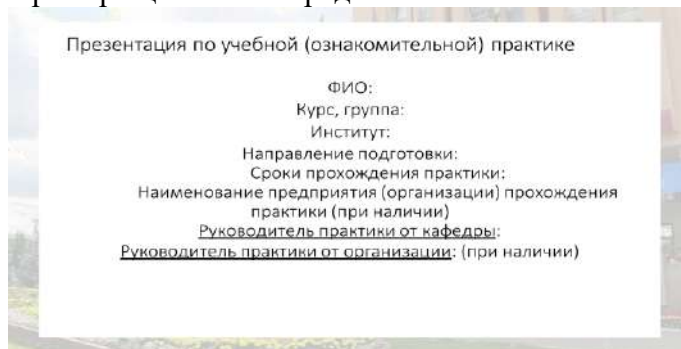 Презентация по учебной (ознакомительной) практике
ФИО:
Курс, группа:
Институт:
Направление подготовки:
Сроки прохождения практики:
Наименование предприятия (организации) прохождения
практики (при наличии)
Руководитель практики от кафедры:
Руководитель практики от организации: (при наличии)